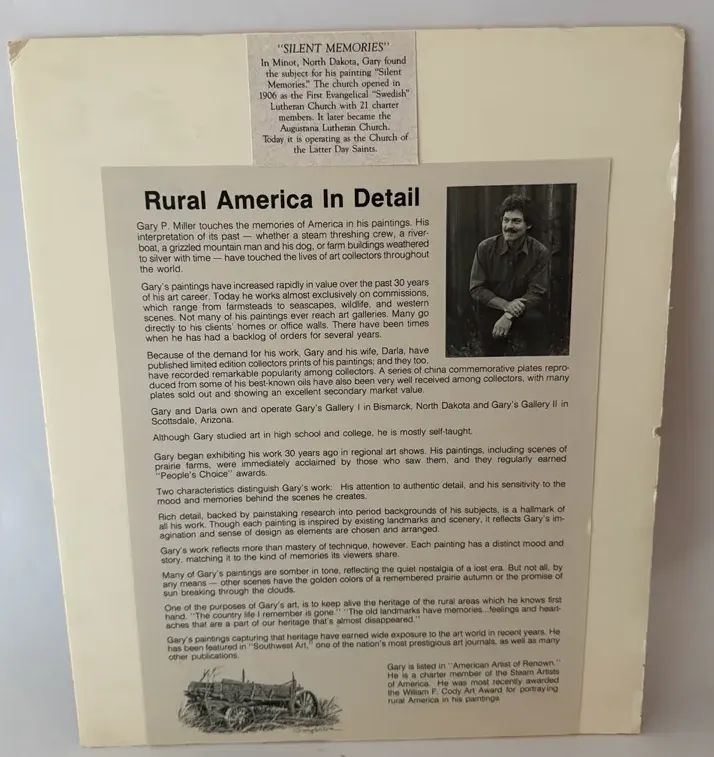 "SILENT MEMORIES"
In Minot, North Dakota, Gary found
the subject for his painting "Silent
Memories." The church opened in
1906 as the First Evangelical "Swedish"
Lutheran Church with 21 charter
members. It later became the
Augustana Lutheran Church.
Today it is operating as the Church of
the Latter Day Saints.
Rural America In Detail
Gary P. Miller touches the memories of America in his paintings. His
interpretation of its past — whether a steam threshing crew, a river-
boat, a grizzled mountain man and his dog, or farm buildings weathered
to silver with time — have touched the lives of art collectors throughout
the world.
Gary's paintings have increased rapidly in value over the past 30 years
of his art career. Today he works almost exclusively on commissions,
which range from farmsteads to seascapes, wildlife, and western
scenes. Not many of his paintings ever reach art galleries. Many go
directly to his clients' homes or office walls. There have been times
when he has had a backlog of orders for several years.
Because of the demand for his work, Gary and his wife, Darla, have
published limited edition collectors prints of his paintings; and they too,
have recorded remarkable popularity among collectors. A series of china commemorative plates repro-
duced from some of his best-known oils have also been very well received among collectors, with many
plates sold out and showing an excellent secondary market value.
Gary and Darla own and operate Gary's Gallery I in Bismarck, North Dakota and Gary's Gallery II in
Scottsdale, Arizona.
Although Gary studied art in high school and college, he is mostly self-taught.
Gary began exhibiting his work 30 years ago in regional art shows. His paintings, including scenes of
prairie farms, were immediately acclaimed by those who saw them, and they regularly earned
"People's Choice" awards.
Two characteristics distinguish Gary's work: His attention to authentic detail, and his sensitivity to the
mood and memories behind the scenes he creates.
Rich detail, backed by painstaking research into period backgrounds of his subjects, is a hallmark of
all his work. Though each painting is inspired by existing landmarks and scenery, it reflects Gary's im-
agination and sense of design as elements are chosen and arranged.
Gary's work reflects more than mastery of technique, however. Each painting has a distinct mood and
story, matching it to the kind of memories its viewers share.
Many of Gary's paintings are somber in tone, reflecting the quiet nostalgia of a lost era. But not all, by
any means — other scenes have the golden colors of a remembered prairie autumn or the promise of
sun breaking through the clouds.
One of the purposes of Gary's art, is to keep alive the heritage of the rural areas which he knows first
hand. "The country life I remember is gone." "The old landmarks have memories...feelings and heart-
aches that are a part of our heritage that's almost disappeared."
Gary's paintings capturing that heritage have earned wide exposure to the art world in recent years. He
has been featured in "Southwest Art," one of the nation's most prestigious art journals, as well as many
other publications.
Gary is listed in "American Artist of Renown."
He is a charter member of the Steam Artists
of America. He was most recently awarded
the William F. Cody Art Award for portraying
rural America in his paintings